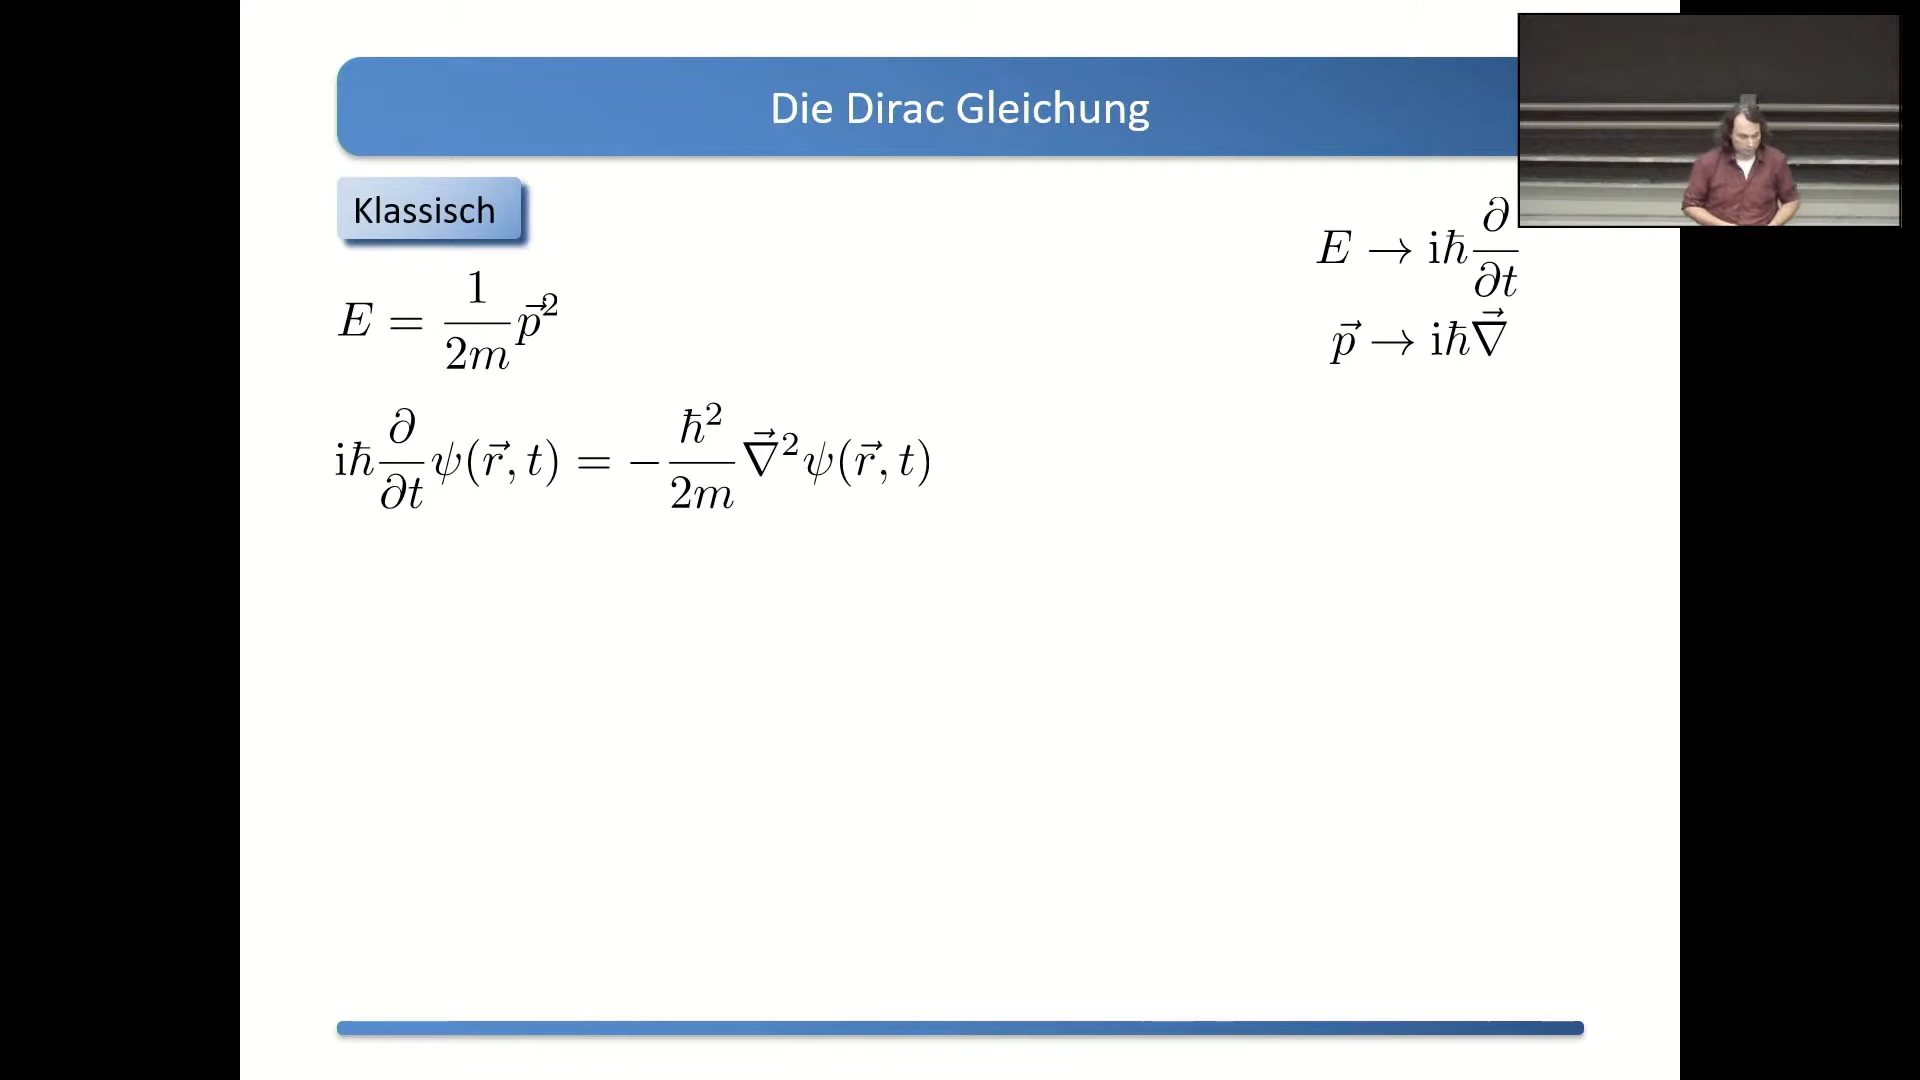 Die Dirac Gleichung
Klassisch
E → iℏ ∂/∂t
E = 1/2m p⃗²
p⃗ → iℏ∇⃗
iℏ ∂/∂t ψ(r⃗, t) = −ℏ²/2m ∇⃗²ψ(r⃗, t)